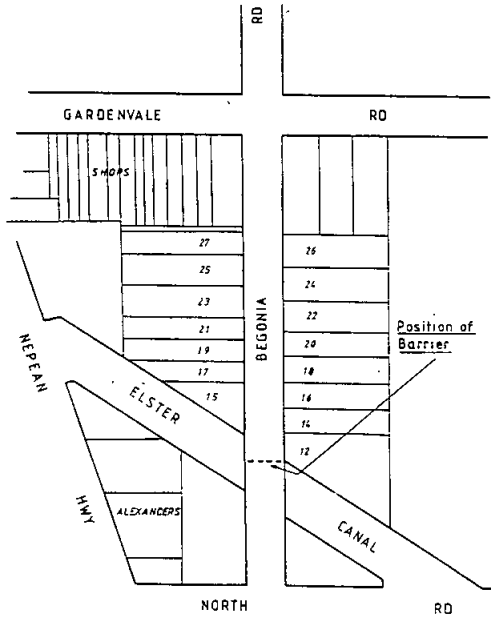 RD
GARDENVALE RD
SHOPS
27
25
23
21
19
17
15
BEGONIA
26
24
22
20
18
16
14
12
Position of
Barrier
NEPEAN
HWY
ELSTER
CANAL
ALEXANDERS
NORTH RD